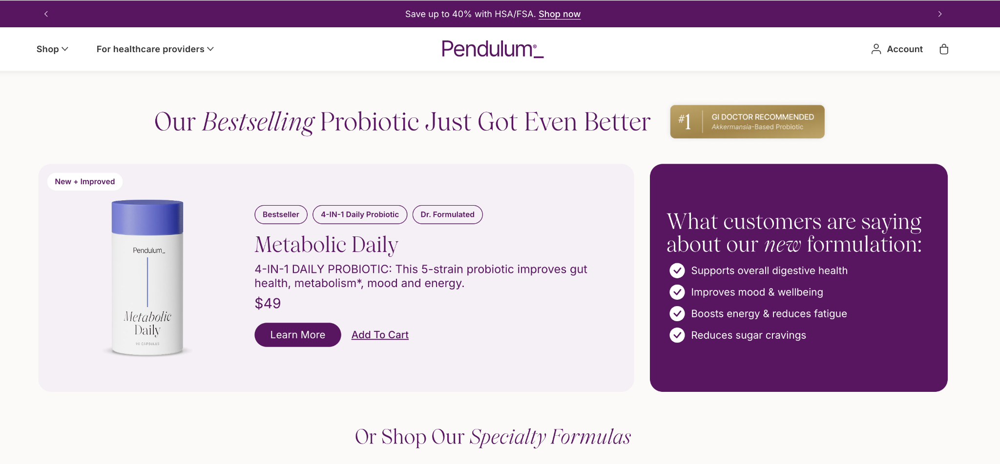 Save up to 40% with HSA/FSA. Shop now
Shop
For healthcare providers
Pendulum®_
Account
Our Bestselling Probiotic Just Got Even Better
#1
GI DOCTOR RECOMMENDED
Akkermansia-Based Probiotic
New + Improved
Pendulum_
Metabolic
Daily
90 CAPSULES
Bestseller
4-IN-1 Daily Probiotic
Dr. Formulated
Metabolic Daily
4-IN-1 DAILY PROBIOTIC: This 5-strain probiotic improves gut
health, metabolism*, mood and energy.
$49
Learn More
Add To Cart
What customers are saying
about our new formulation:
Supports overall digestive health
Improves mood & wellbeing
Boosts energy & reduces fatigue
Reduces sugar cravings
Or Shop Our Specialty Formulas